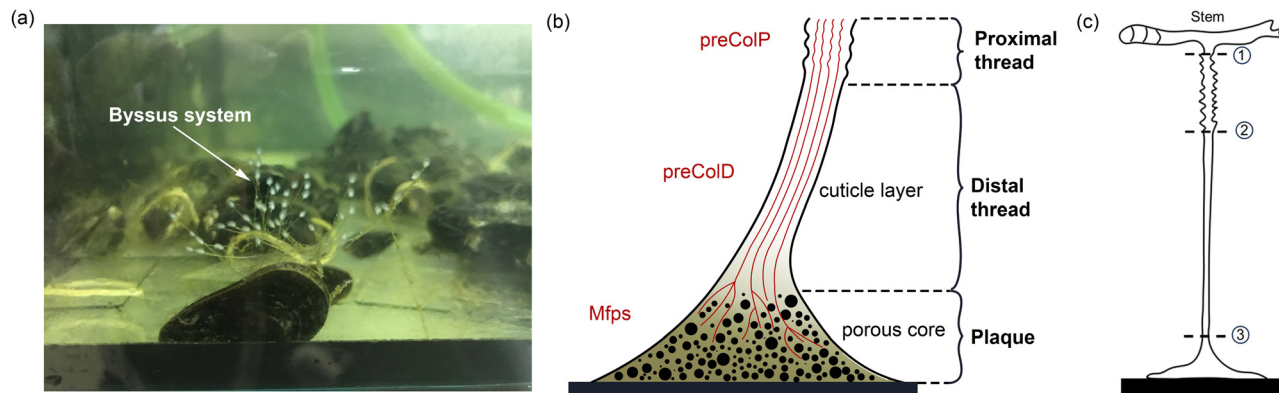 (a)
Byssus system
(b)
preColP
preColD
Mfps
cuticle layer
porous core
Proximal
thread
Distal
thread
Plaque
(c)
Stem
①
②
③